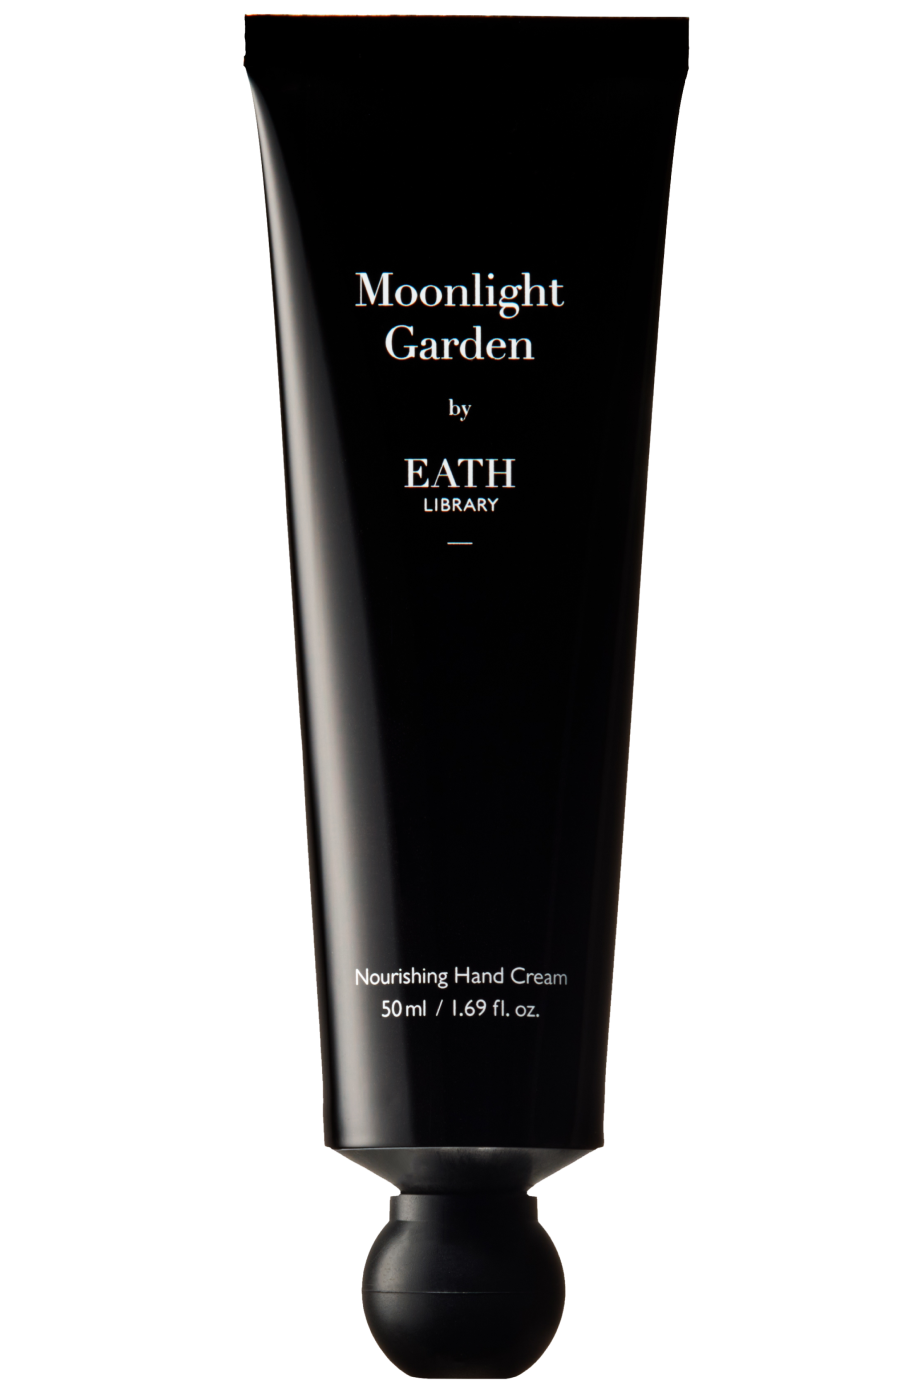 Moonlight
Garden
by
EATH
LIBRARY
Nourishing Hand Cream
50 ml / 1.69 fl. oz.